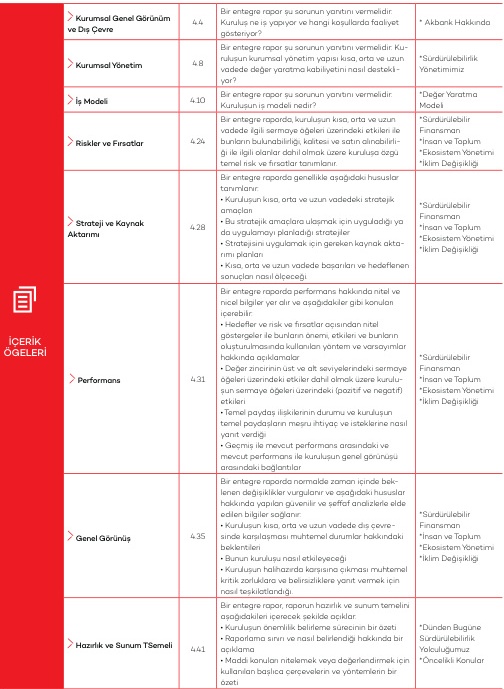 İÇERİK
ÖGELERİ
Kurumsal Genel Görünüm
ve Dış Çevre
4.4
Bir entegre rapor şu sorunun yanıtını vermelidir:
Kuruluş ne iş yapıyor ve hangi koşullarda faaliyet
gösteriyor?
* Akbank Hakkında
Kurumsal Yönetim
4.8
Bir entegre rapor şu sorunun yanıtını vermelidir: Ku-
ruluşun kurumsal yönetim yapısı kısa, orta ve uzun
vadede değer yaratma kabiliyetini nasıl destekli-
yor?
*Sürdürülebilirlik
Yönetimimiz
İş Modeli
4.10
Bir entegre rapor şu sorunun yanıtını vermelidir:
Kuruluşun iş modeli nedir?
*Değer Yaratma
Modeli
Riskler ve Fırsatlar
4.24
Bir entegre raporda, kuruluşun kısa, orta ve uzun
vadede ilgili sermaye öğeleri üzerindeki etkileri ile
bunların bulunabilirliği, kalitesi ve satın alınabilirli-
ği ile ilgili olanlar dahil olmak üzere kuruluşa özgü
temel risk ve fırsatlar tanımlanır.
*Sürdürülebilir
Finansman
*İnsan ve Toplum
*Ekosistem Yönetimi
*İklim Değişikliği
Strateji ve Kaynak
Aktarımı
4.28
Bir entegre raporda genellikle aşağıdaki hususlar
tanımlanır:
• Kuruluşun kısa, orta ve uzun vadedeki stratejik
amaçları
• Bu stratejik amaçlara ulaşmak için uyguladığı ya
da uygulamayı planladığı stratejiler
• Stratejisini uygulamak için gereken kaynak akta-
rımı planları
• Kısa, orta ve uzun vadede başarıları ve hedeflenen
sonuçları nasıl ölçeceği.
*Sürdürülebilir
Finansman
*İnsan ve Toplum
*Ekosistem Yönetimi
*İklim Değişikliği
Performans
4.31
Bir entegre raporda performans hakkında nitel ve
nicel bilgiler yer alır ve aşağıdakiler gibi konuları
içerebilir:
• Hedefler ve risk ve fırsatlar açısından nitel
göstergeler ile bunların önemi, etkileri ve bunların
oluşturulmasında kullanılan yöntem ve varsayımlar
hakkında açıklamalar
• Değer zincirinin üst ve alt seviyelerindeki sermaye
öğeleri üzerindeki etkiler dahil olmak üzere kurulu-
şun sermaye öğeleri üzerindeki (pozitif ve negatif)
etkileri
• Temel paydaş ilişkilerinin durumu ve kuruluşun
temel paydaşların meşru ihtiyaç ve isteklerine nasıl
yanıt verdiği
• Geçmiş ile mevcut performans arasındaki ve
mevcut performans ile kuruluşun genel görünüşü
arasındaki bağlantılar
*Sürdürülebilir
Finansman
*İnsan ve Toplum
*Ekosistem Yönetimi
*İklim Değişikliği
Genel Görünüş
4.35
Bir entegre raporda normalde zaman içinde bek-
lenen değişiklikler vurgulanır ve aşağıdaki hususlar
hakkında yapılan güvenilir ve şeffaf analizlerle elde
edilen bilgiler sağlanır:
• Kuruluşun kısa, orta ve uzun vadede dış çevre-
sinde karşılaşması muhtemel durumlar hakkındaki
beklentileri
• Bunun kuruluşu nasıl etkileyeceği
• Kuruluşun halihazırda karşısına çıkması muhtemel
kritik zorluklara ve belirsizliklere yanıt vermek için
nasıl teşkilatlandığı.
*Sürdürülebilir
Finansman
*İnsan ve Toplum
*Ekosistem Yönetimi
*İklim Değişikliği
Hazırlık ve Sunum TSemeli
4.41
Bir entegre rapor, raporun hazırlık ve sunum temelini
aşağıdakileri içerecek şekilde açıklar:
• Kuruluşun önemlilik belirleme sürecinin bir özeti
• Raporlama sınırı ve nasıl belirlendiği hakkında bir
açıklama
• Maddi konuları nitelemek veya değerlendirmek için
kullanılan başlıca çerçevelerin ve yöntemlerin bir
özeti
*Dünden Bugüne
Sürdürülebilirlik
Yolculuğumuz
*Öncelikli Konular